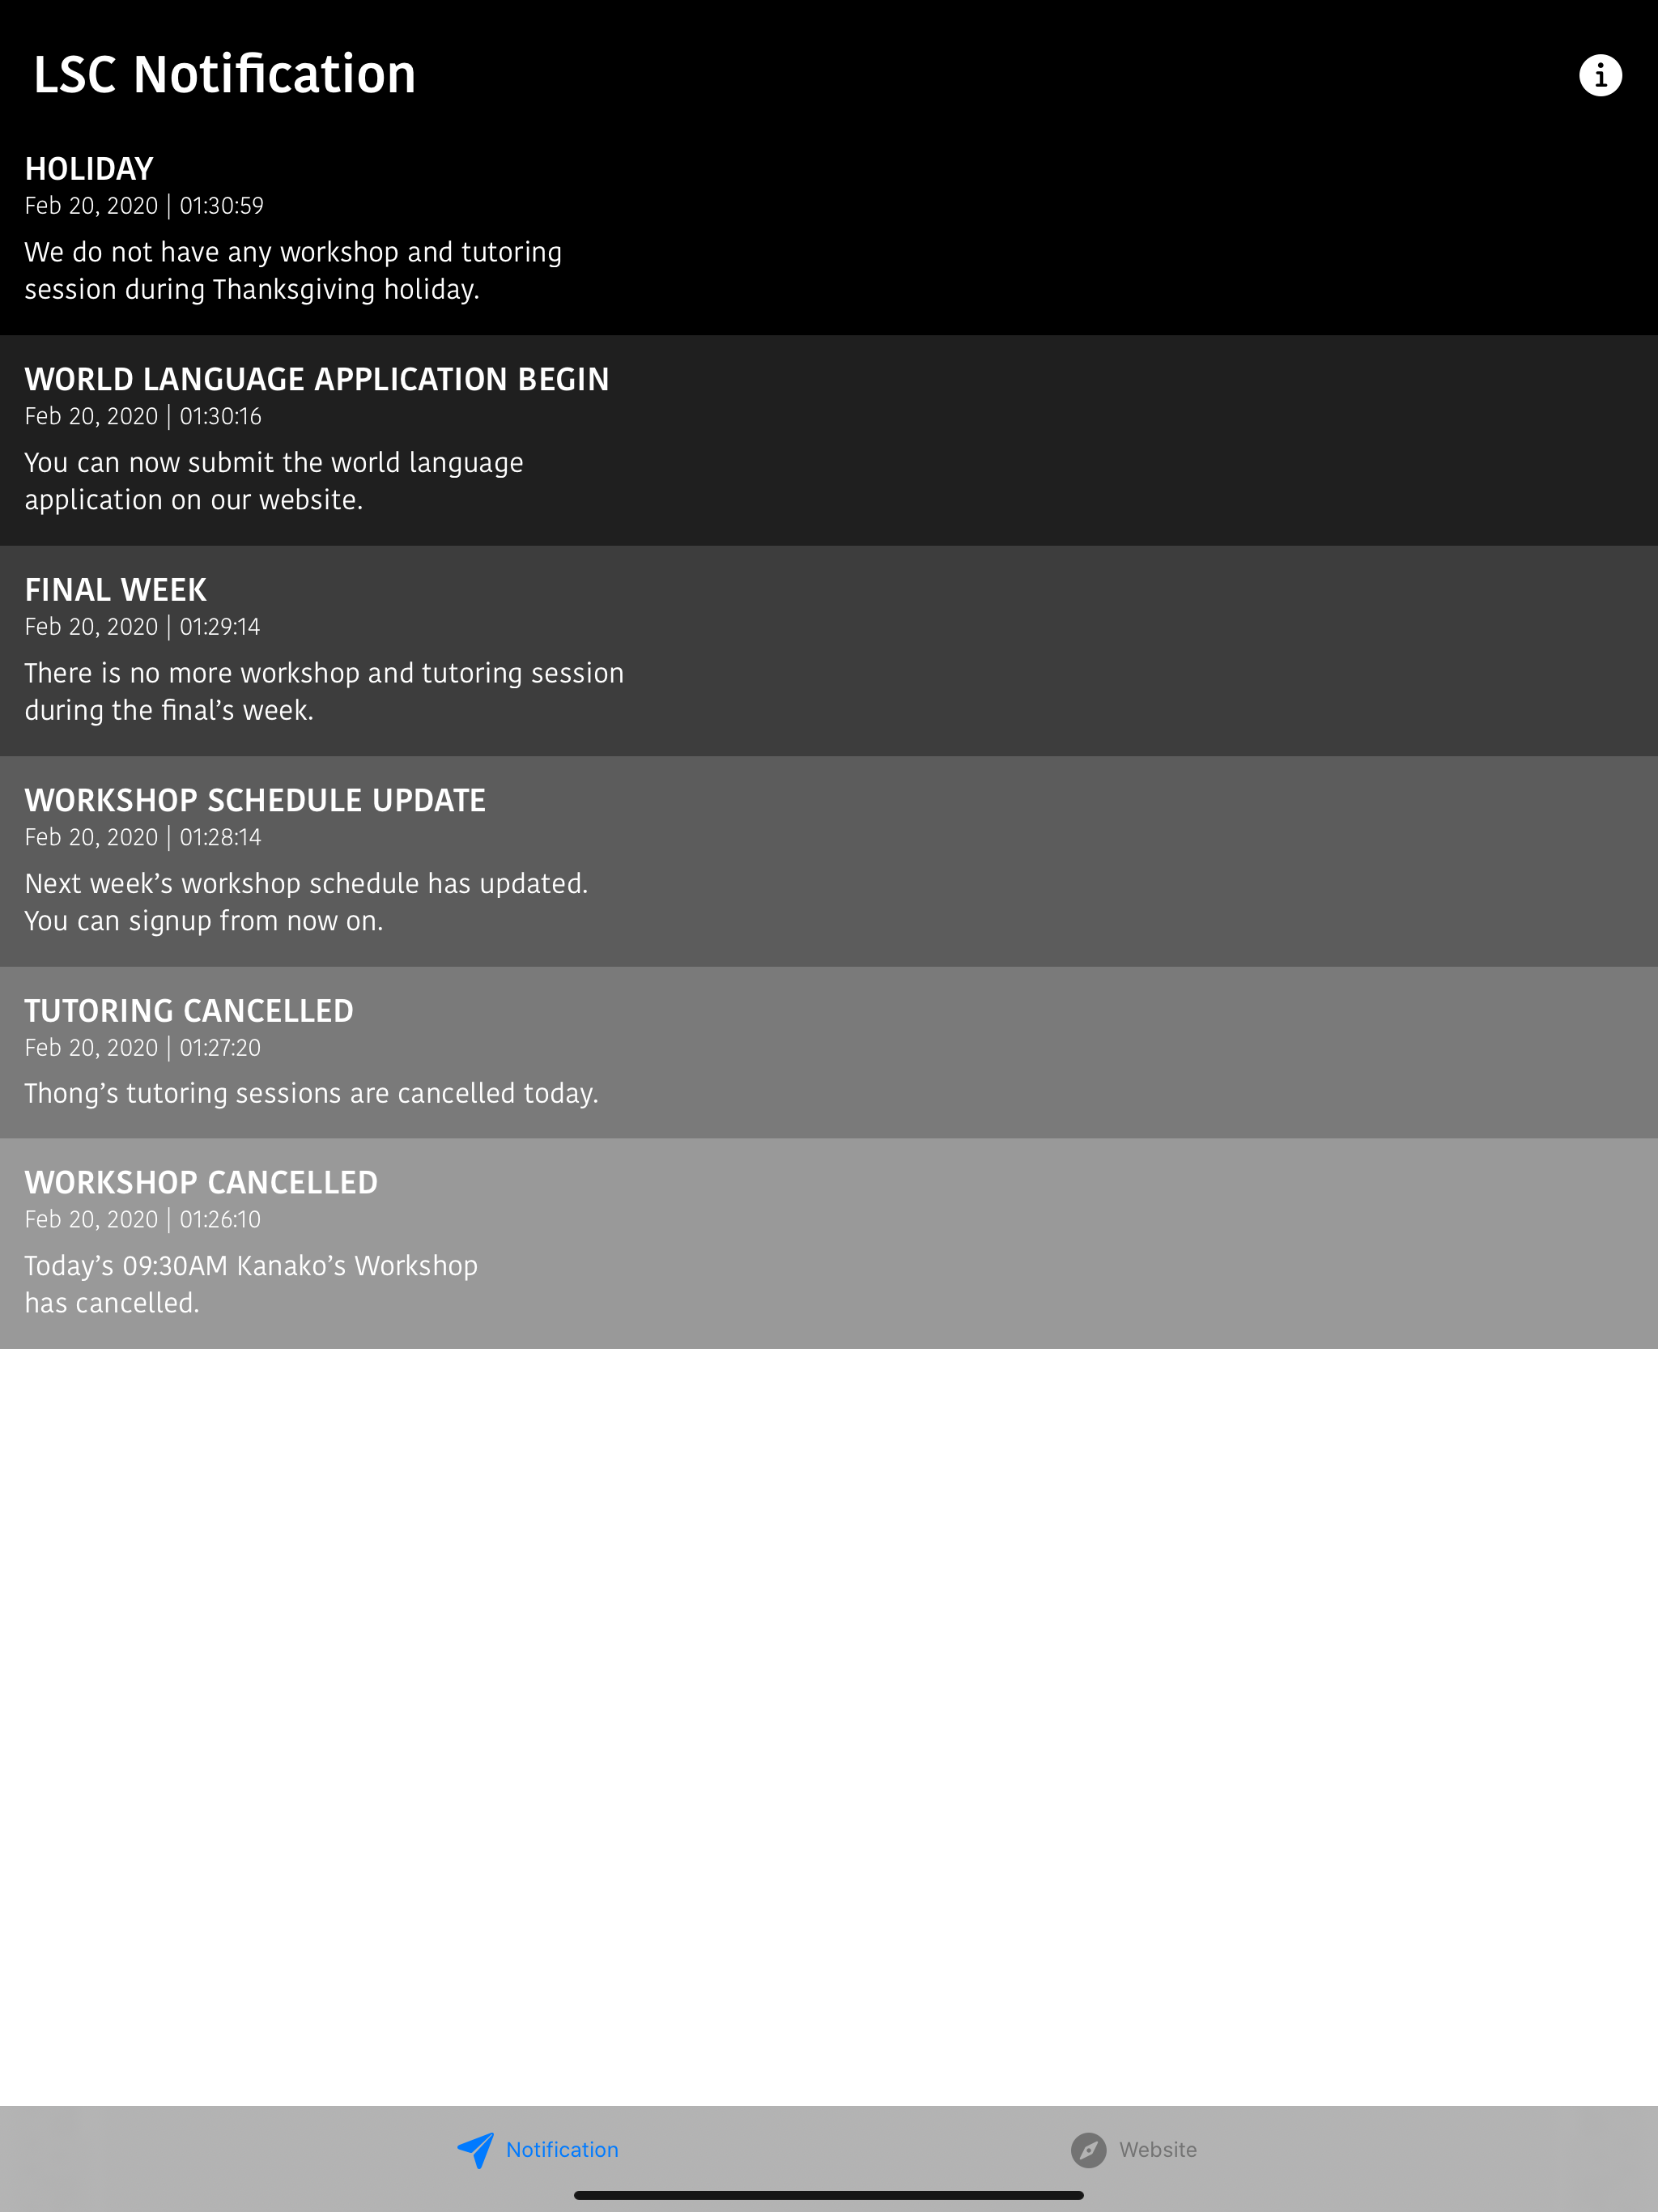 LSC Notification
HOLIDAY
Feb 20, 2020 | 01:30:59
We do not have any workshop and tutoring
session during Thanksgiving holiday.
WORLD LANGUAGE APPLICATION BEGIN
Feb 20, 2020 | 01:30:16
You can now submit the world language
application on our website.
FINAL WEEK
Feb 20, 2020 | 01:29:14
There is no more workshop and tutoring session
during the final’s week.
WORKSHOP SCHEDULE UPDATE
Feb 20, 2020 | 01:28:14
Next week’s workshop schedule has updated.
You can signup from now on.
TUTORING CANCELLED
Feb 20, 2020 | 01:27:20
Thong’s tutoring sessions are cancelled today.
WORKSHOP CANCELLED
Feb 20, 2020 | 01:26:10
Today’s 09:30AM Kanako’s Workshop
has cancelled.
Notification
Website